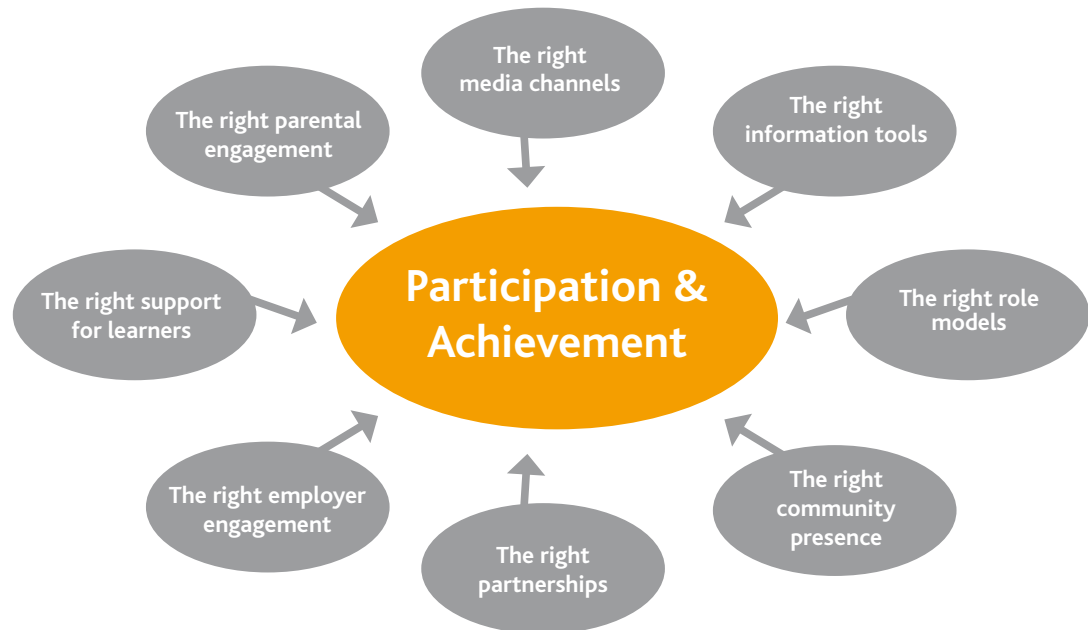 The right
media channels
The right parental
engagement
The right
information tools
Participation &
Achievement
The right support
for learners
The right role
models
The right employer
engagement
The right
community
presence
The right
partnerships